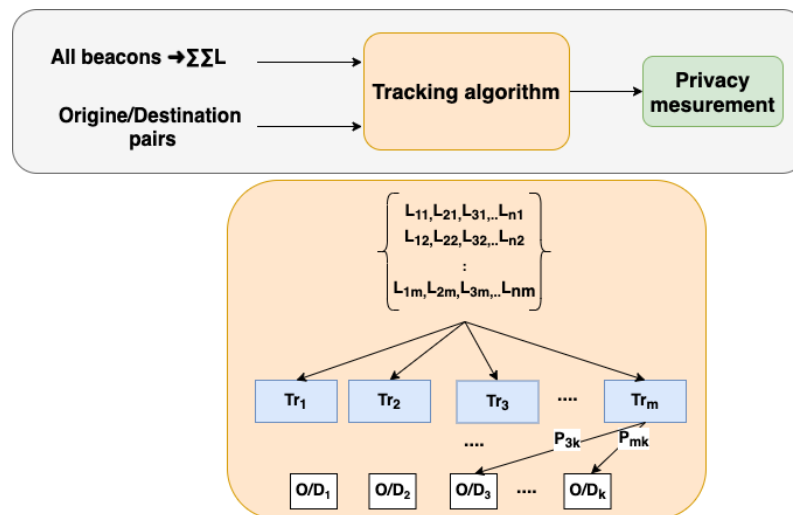 All beacons ➔∑∑L
Origine/Destination
pairs
Tracking algorithm
Privacy
mesurement
L11,L21,L31,..Ln1
L12,L22,L32,..Ln2
:
L1m,L2m,L3m,..Lnm
Tr1
Tr2
Tr3
....
Trm
....
P3k
Pmk
O/D1
O/D2
O/D3
....
O/Dk